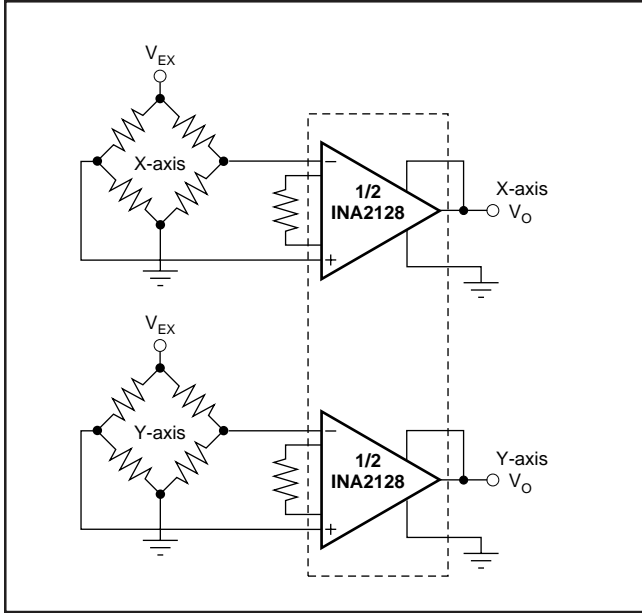 V_EX
X-axis
−
1/2
INA2128
+
X-axis
V_O
V_EX
Y-axis
−
1/2
INA2128
+
Y-axis
V_O